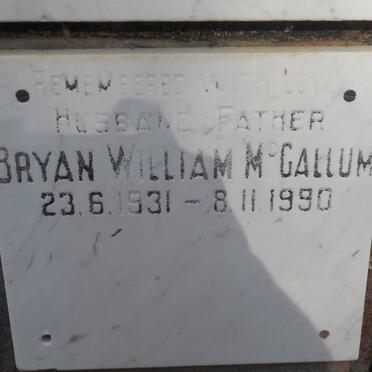 REMEMBERED WITH LOVE
HUSBAND, FATHER
BRYAN WILLIAM McCALLUM
23.6.1931 – 8.11.1990